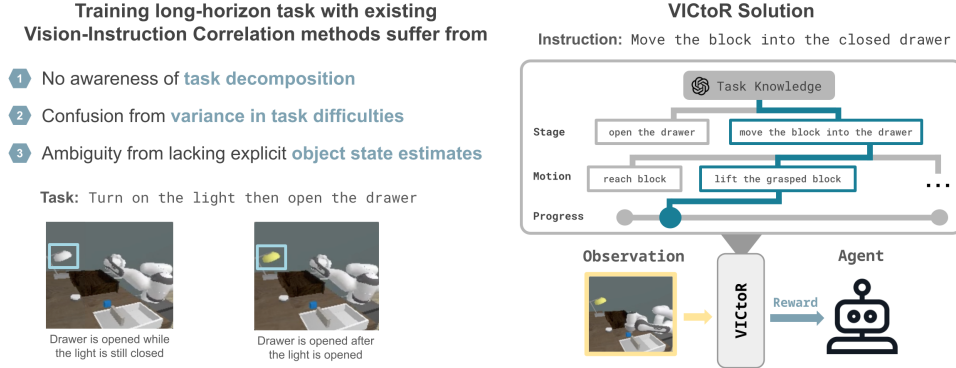 Training long-horizon task with existing
Vision-Instruction Correlation methods suffer from
1 No awareness of task decomposition
2 Confusion from variance in task difficulties
3 Ambiguity from lacking explicit object state estimates
Task: Turn on the light then open the drawer
Drawer is opened while
the light is still closed
Drawer is opened after
the light is opened
VICtoR Solution
Instruction: Move the block into the closed drawer
Task Knowledge
Stage
open the drawer
move the block into the drawer
Motion
reach block
lift the grasped block
...
Progress
Observation
VICtoR
Reward
Agent